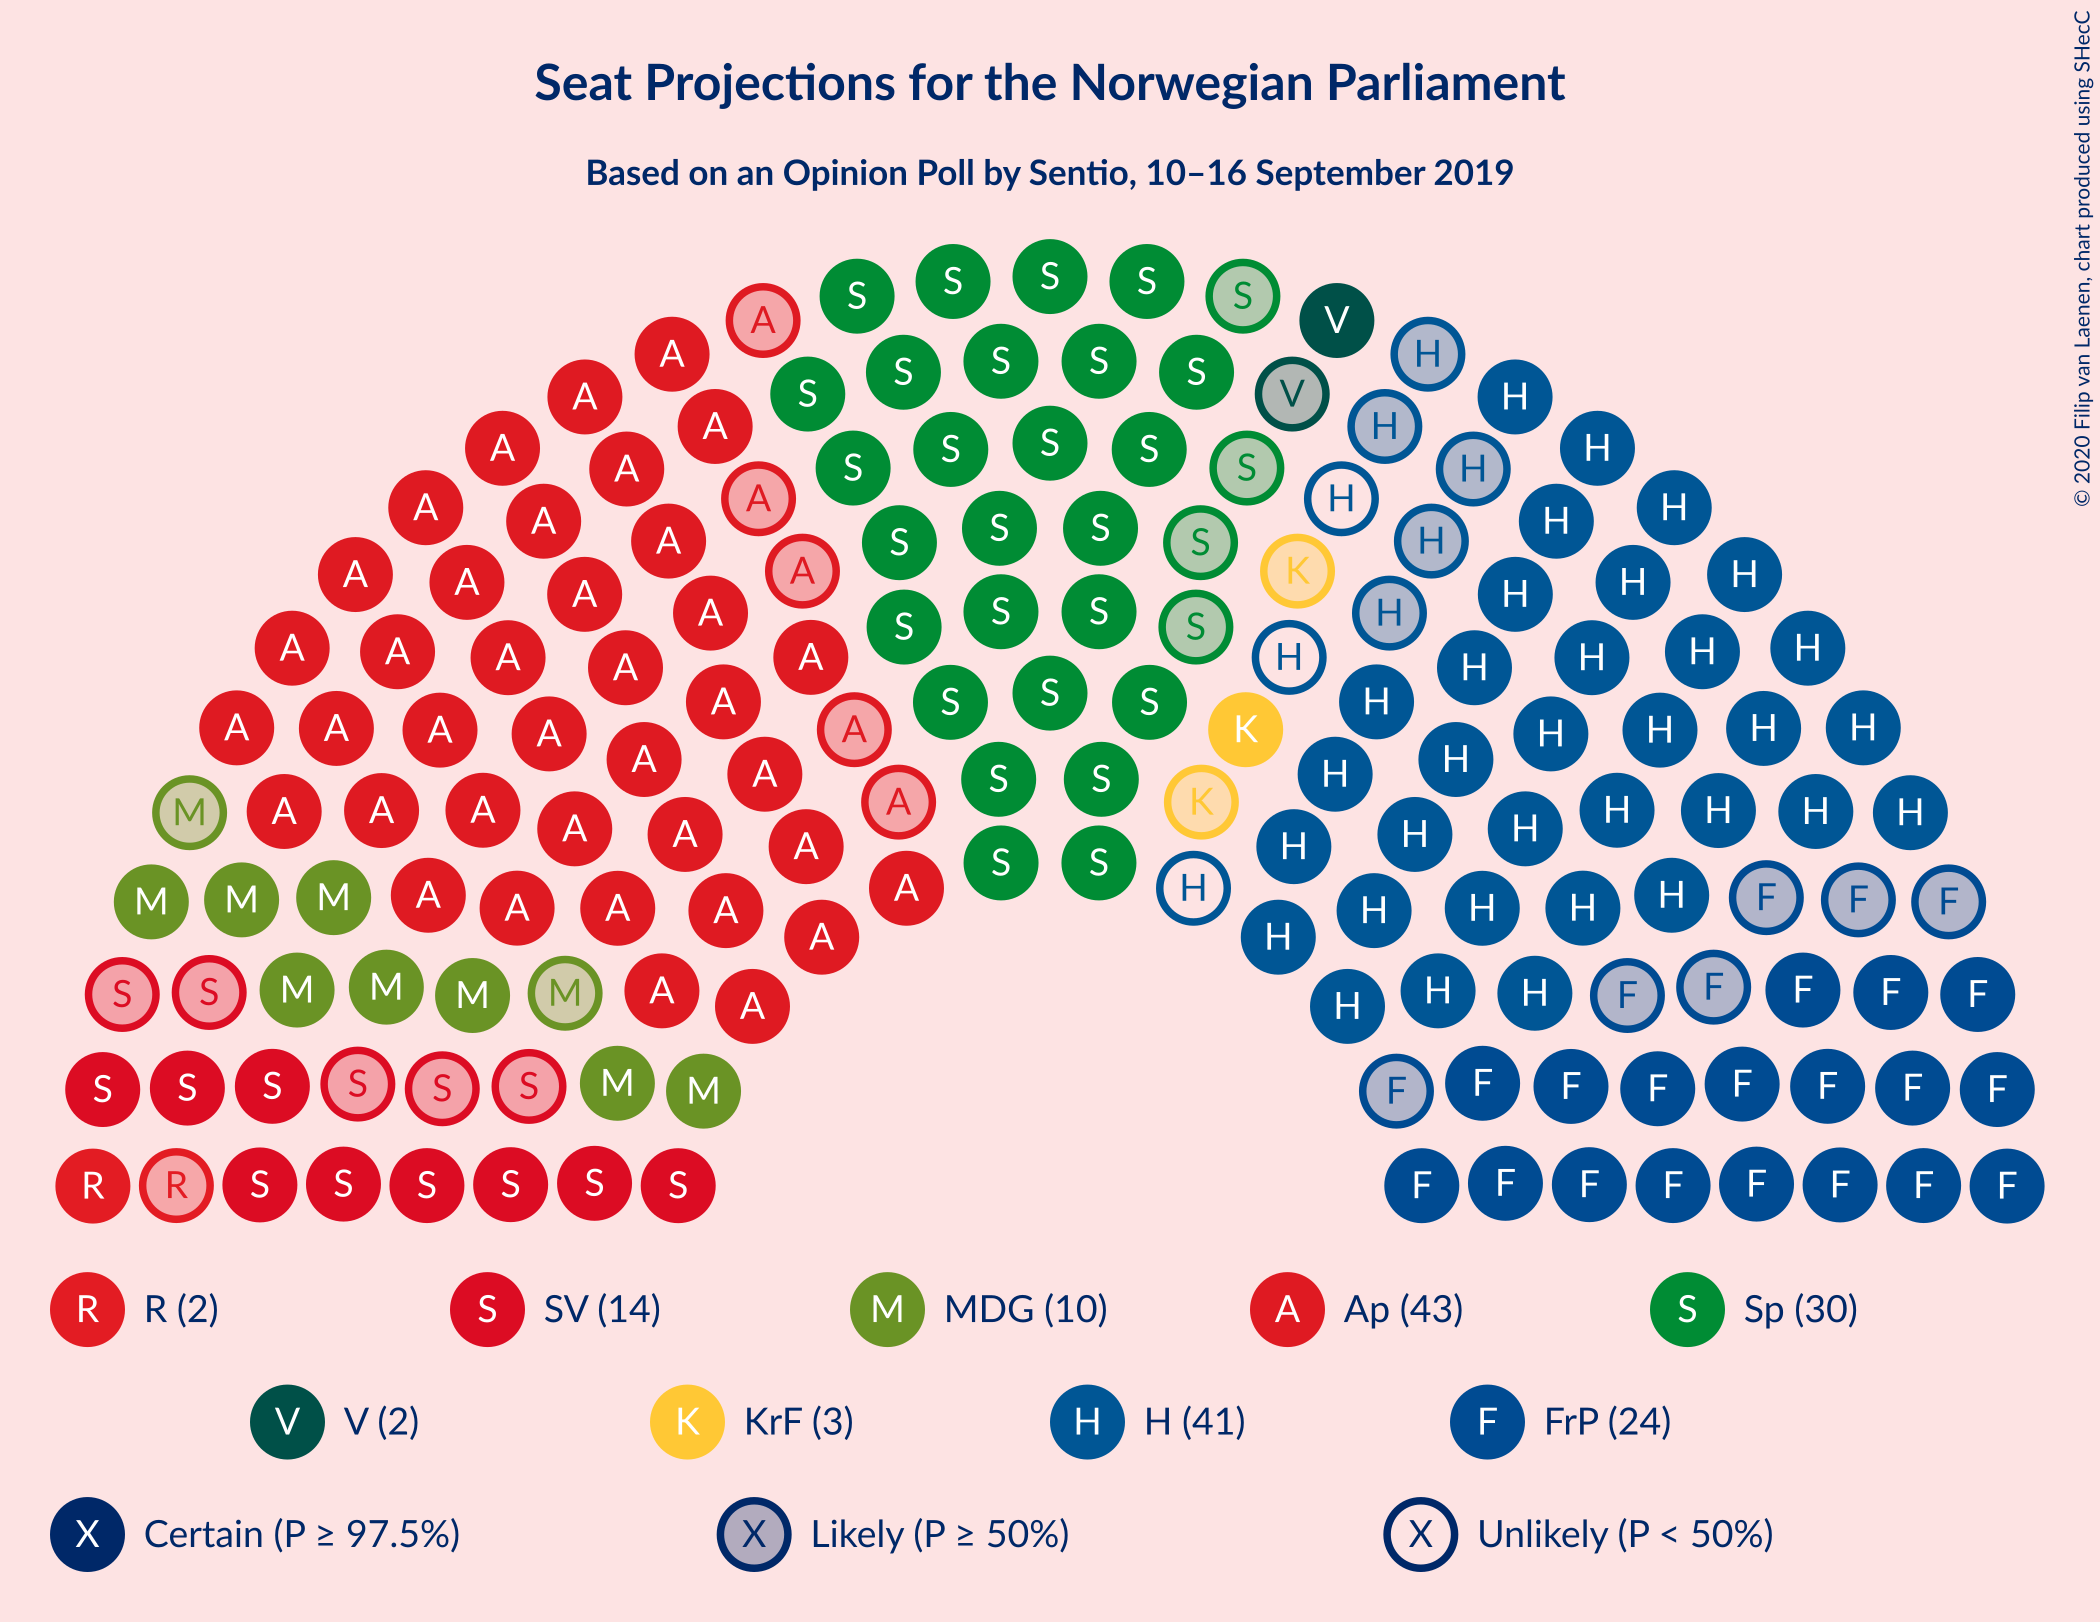 Seat Projections for the Norwegian Parliament
Based on an Opinion Poll by Sentio, 10–16 September 2019
© 2020 Filip van Laenen, chart produced using SHecC
S S S S S
A V
A H
A S S S S S H
A V
A H H
A S S S S S H
A A H H
A S S S S H
A A K H
A S S S S H
A A H H
A S S S K H
A A H H
M A A A A A A A A S S K H H H H H H H H
M M M A A A A A A S S H H H H H H F F F
S S M M M M A A H H H F F F F F
S S S S S S M M F F F F F F F F
R R S S S S S S F F F F F F F F
R R (2) S SV (14) M MDG (10) A Ap (43) S Sp (30)
V V (2) K KrF (3) H H (41) F FrP (24)
X Certain (P ≥ 97.5%) X Likely (P ≥ 50%) X Unlikely (P < 50%)